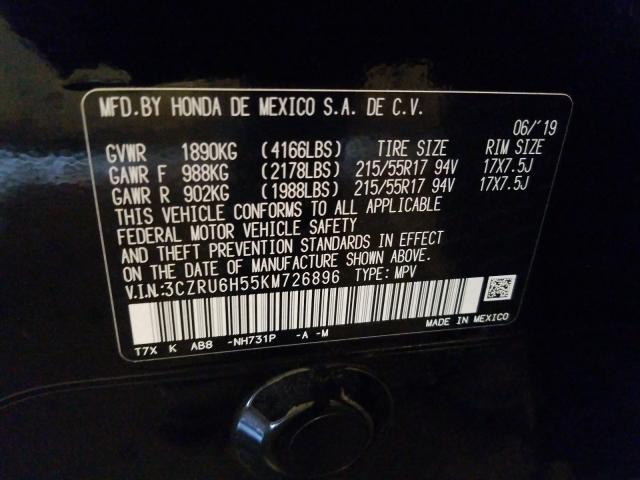 MFD.BY HONDA DE MEXICO S.A. DE C.V.
06/'19
GVWR 1890KG (4166LBS) TIRE SIZE RIM SIZE
GAWR F 988KG (2178LBS) 215/55R17 94V 17X7.5J
GAWR R 902KG (1988LBS) 215/55R17 94V 17X7.5J
THIS VEHICLE CONFORMS TO ALL APPLICABLE
FEDERAL MOTOR VEHICLE SAFETY
AND THEFT PREVENTION STANDARDS IN EFFECT
ON THE DATE OF MANUFACTURE SHOWN ABOVE.
V.I.N.:3CZRU6H55KM726896 TYPE: MPV
T7X K AB8 -NH731P -A -M MADE IN MEXICO